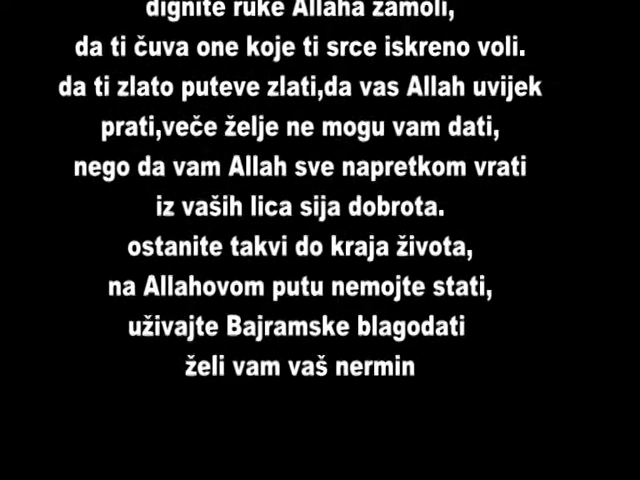 dignite ruke Allaha zamoli,
da ti čuva one koje ti srce iskreno voli.
da ti zlato puteve zlati,da vas Allah uvijek
prati,veče želje ne mogu vam dati,
nego da vam Allah sve napretkom vrati
iz vaših lica sija dobrota.
ostanite takvi do kraja života,
na Allahovom putu nemojte stati,
uživajte Bajramske blagodati
želi vam vaš nermin